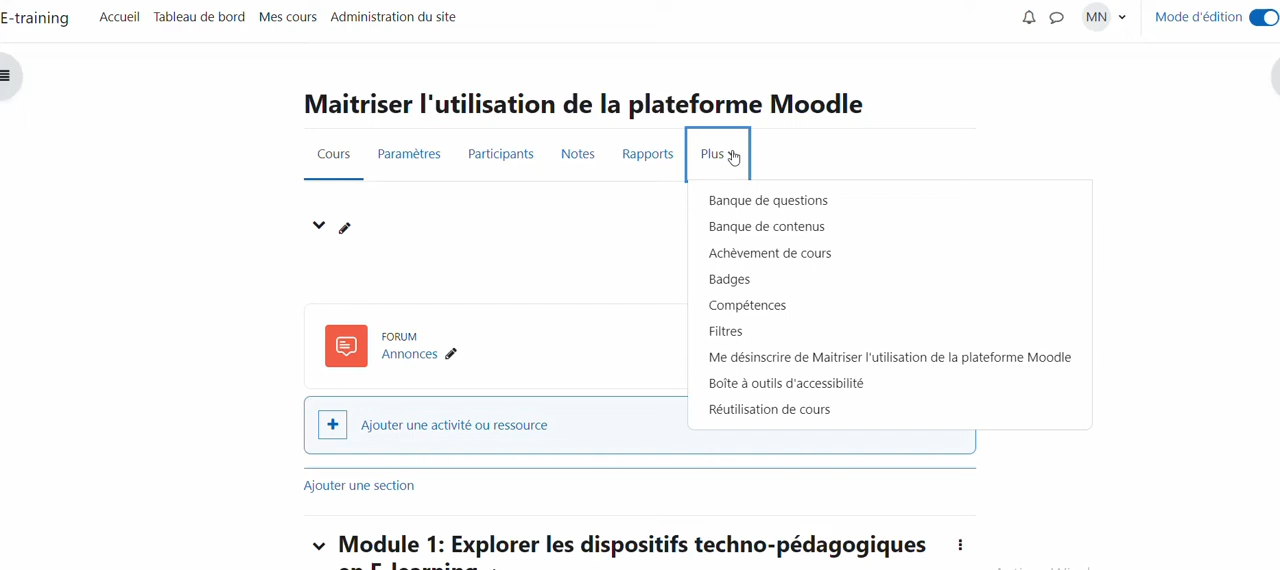 E-training Accueil Tableau de bord Mes cours Administration du site MN Mode d'édition
Maitriser l'utilisation de la plateforme Moodle
Cours Paramètres Participants Notes Rapports Plus
Banque de questions
Banque de contenus
Achèvement de cours
Badges
Compétences
Filtres
Me désinscrire de Maitriser l'utilisation de la plateforme Moodle
Boîte à outils d'accessibilité
Réutilisation de cours
FORUM
Annonces
Ajouter une activité ou ressource
Ajouter une section
Module 1: Explorer les dispositifs techno-pédagogiques
en E-learning